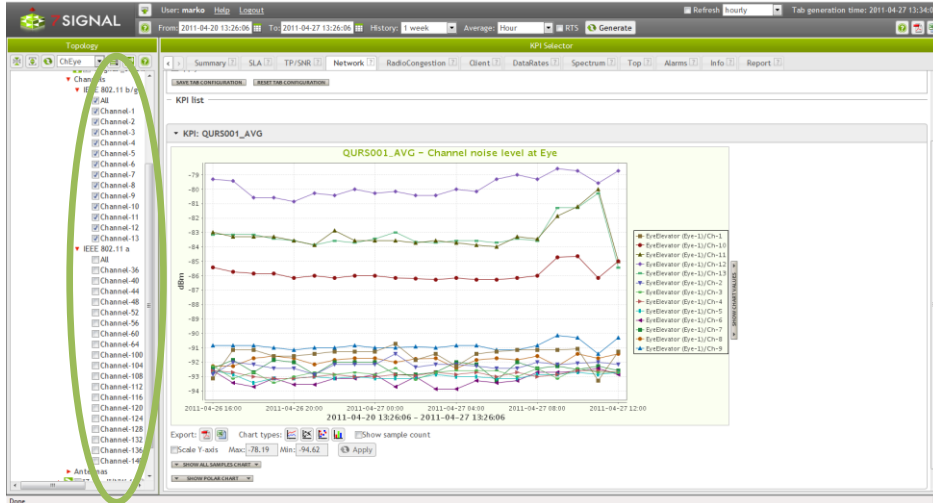 7SIGNAL
User: marko Help Logout
Refresh hourly
Tab generation time: 2011-04-27 13:34:0
From: 2011-04-20 13:26:06 To: 2011-04-27 13:26:06 History: 1 week Average: Hour RTS Generate
Topology
KPI Selector
ChEye
Summary SLA TP/SNR Network RadioCongestion Client DataRates Spectrum Top Alarms Info Report
SAVE TAB CONFIGURATION RESET TAB CONFIGURATION
KPI list
KPI: QURS001_AVG
Channels
IEEE 802.11 b/g
All
Channel-1
Channel-2
Channel-3
Channel-4
Channel-5
Channel-6
Channel-7
Channel-8
Channel-9
Channel-10
Channel-11
Channel-12
Channel-13
IEEE 802.11 a
All
Channel-36
Channel-40
Channel-44
Channel-48
Channel-52
Channel-56
Channel-60
Channel-64
Channel-100
Channel-104
Channel-108
Channel-112
Channel-116
Channel-120
Channel-124
Channel-128
Channel-132
Channel-136
Channel-140
Antennas
QURS001_AVG - Channel noise level at Eye
dBm
-79
-80
-81
-82
-83
-84
-85
-86
-87
-88
-89
-90
-91
-92
-93
-94
2011-04-26 16:00 2011-04-26 20:00 2011-04-27 00:00 2011-04-27 04:00 2011-04-27 08:00 2011-04-27 12:00
2011-04-20 13:26:06 - 2011-04-27 13:26:06
EyeElevator (Eye-1)/Ch-1
EyeElevator (Eye-1)/Ch-10
EyeElevator (Eye-1)/Ch-11
EyeElevator (Eye-1)/Ch-12
EyeElevator (Eye-1)/Ch-13
EyeElevator (Eye-1)/Ch-2
EyeElevator (Eye-1)/Ch-3
EyeElevator (Eye-1)/Ch-4
EyeElevator (Eye-1)/Ch-5
EyeElevator (Eye-1)/Ch-6
EyeElevator (Eye-1)/Ch-7
EyeElevator (Eye-1)/Ch-8
EyeElevator (Eye-1)/Ch-9
SHOW CHART VALUES
Export: Chart types: Show sample count
Scale Y-axis Max: -78.19 Min: -94.62 Apply
SHOW ALL SAMPLES CHART
SHOW POLAR CHART
Done